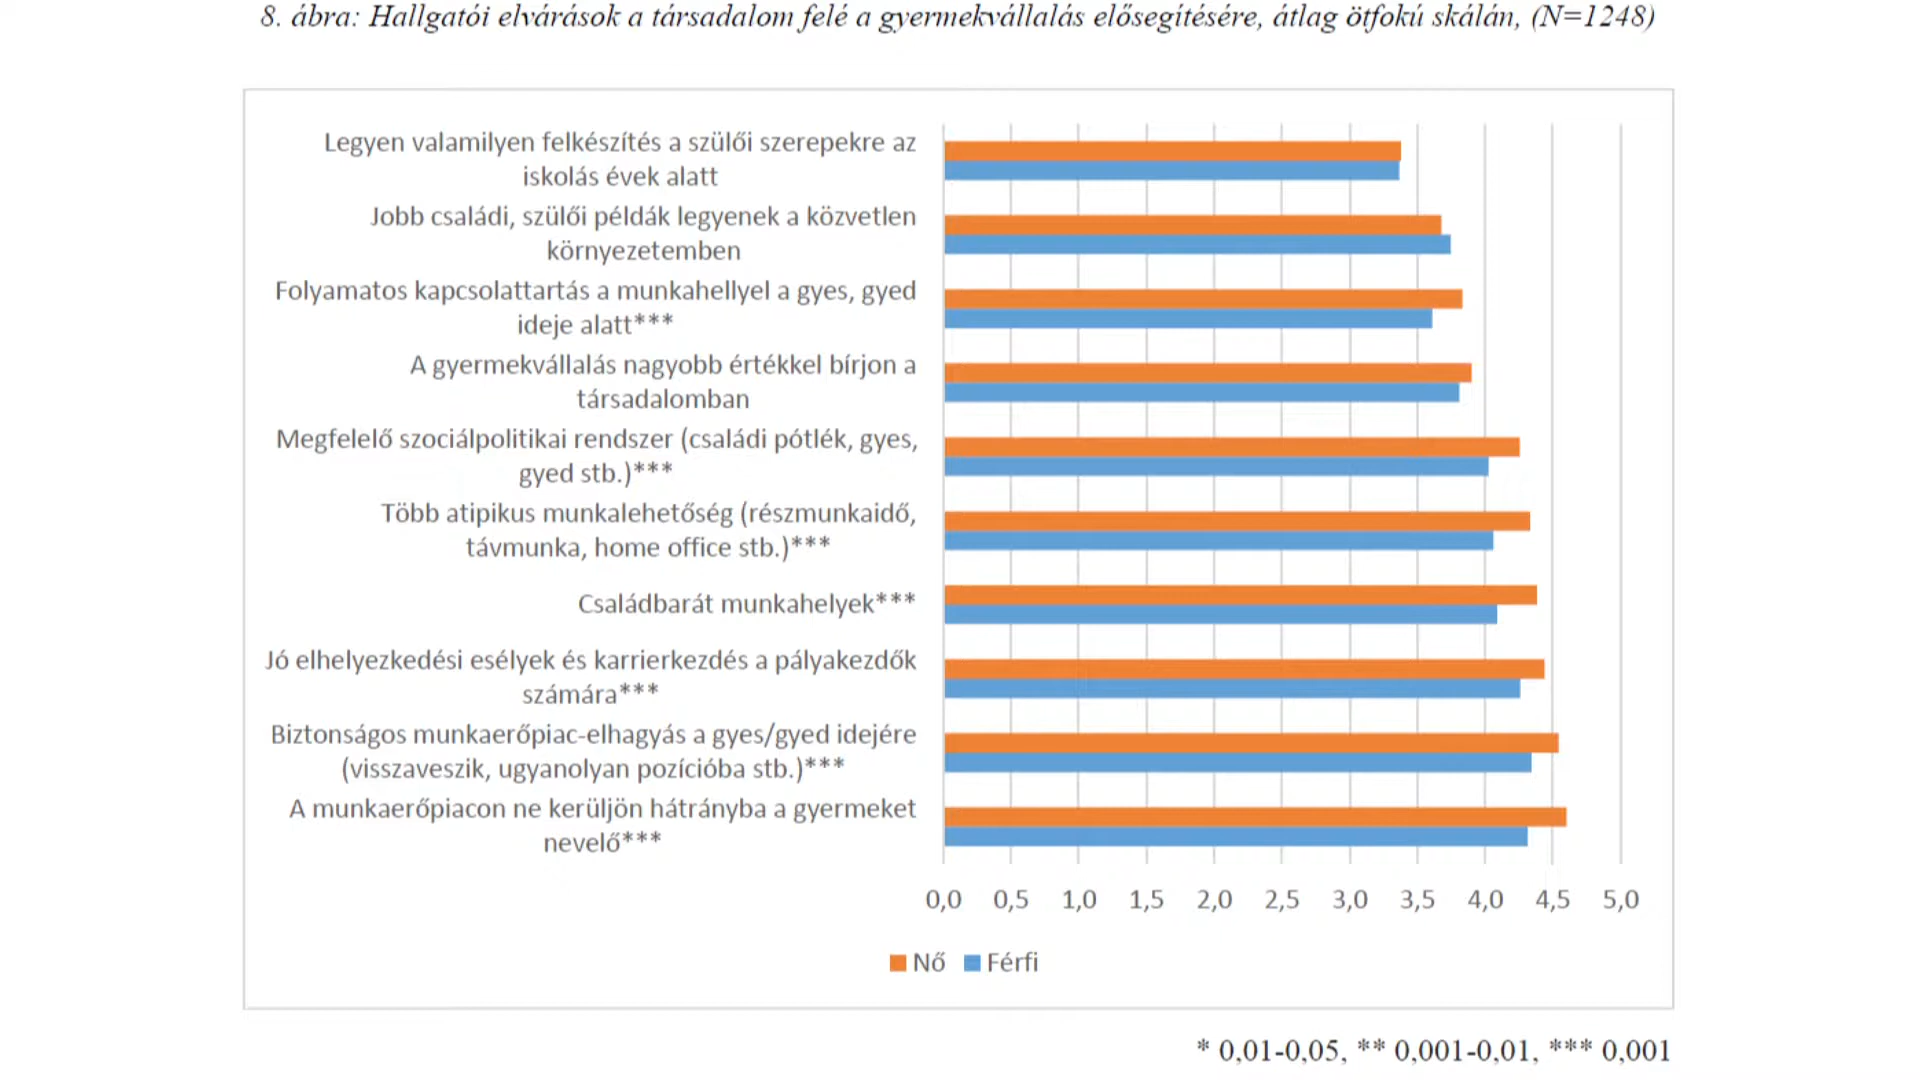 8. ábra: Hallgatói elvárások a társadalom felé a gyermekvállalás elősegítésére, átlag ötfokú skálán, (N=1248)
Legyen valamilyen felkészítés a szülői szerepekre az
iskolás évek alatt
Jobb családi, szülői példák legyenek a közvetlen
környezetemben
Folyamatos kapcsolattartás a munkahellyel a gyes, gyed
ideje alatt***
A gyermekvállalás nagyobb értékkel bírjon a
társadalomban
Megfelelő szociálpolitikai rendszer (családi pótlék, gyes,
gyed stb.)***
Több atipikus munkalehetőség (részmunkaidő,
távmunka, home office stb.)***
Családbarát munkahelyek***
Jó elhelyezkedési esélyek és karrierkezdés a pályakezdők
számára***
Biztonságos munkaerőpiac-elhagyás a gyes/gyed idejére
(visszaveszik, ugyanolyan pozícióba stb.)***
A munkaerőpiacon ne kerüljön hátrányba a gyermeket
nevelő***
0,0 0,5 1,0 1,5 2,0 2,5 3,0 3,5 4,0 4,5 5,0
Nő Férfi
* 0,01-0,05, ** 0,001-0,01, *** 0,001